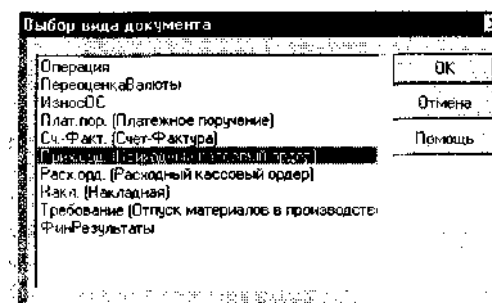 Выбор вида документа
Операция
ПереоценкаВалюты
ИзносОС
Плат.пор. (Платежное поручение)
Сч.-Факт. (Счет-Фактура)
Расх.орд. (Расходный кассовый ордер)
Накл. (Накладная)
Требование (Отпуск материалов в производство
ФинРезультаты
OK
Отмена
Помощь